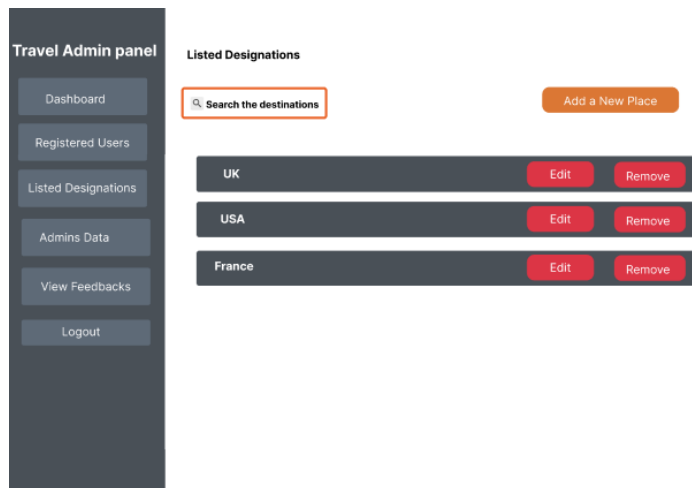 Travel Admin panel
Dashboard
Registered Users
Listed Designations
Admins Data
View Feedbacks
Logout
Listed Designations
Search the destinations
Add a New Place
UK Edit Remove
USA Edit Remove
France Edit Remove